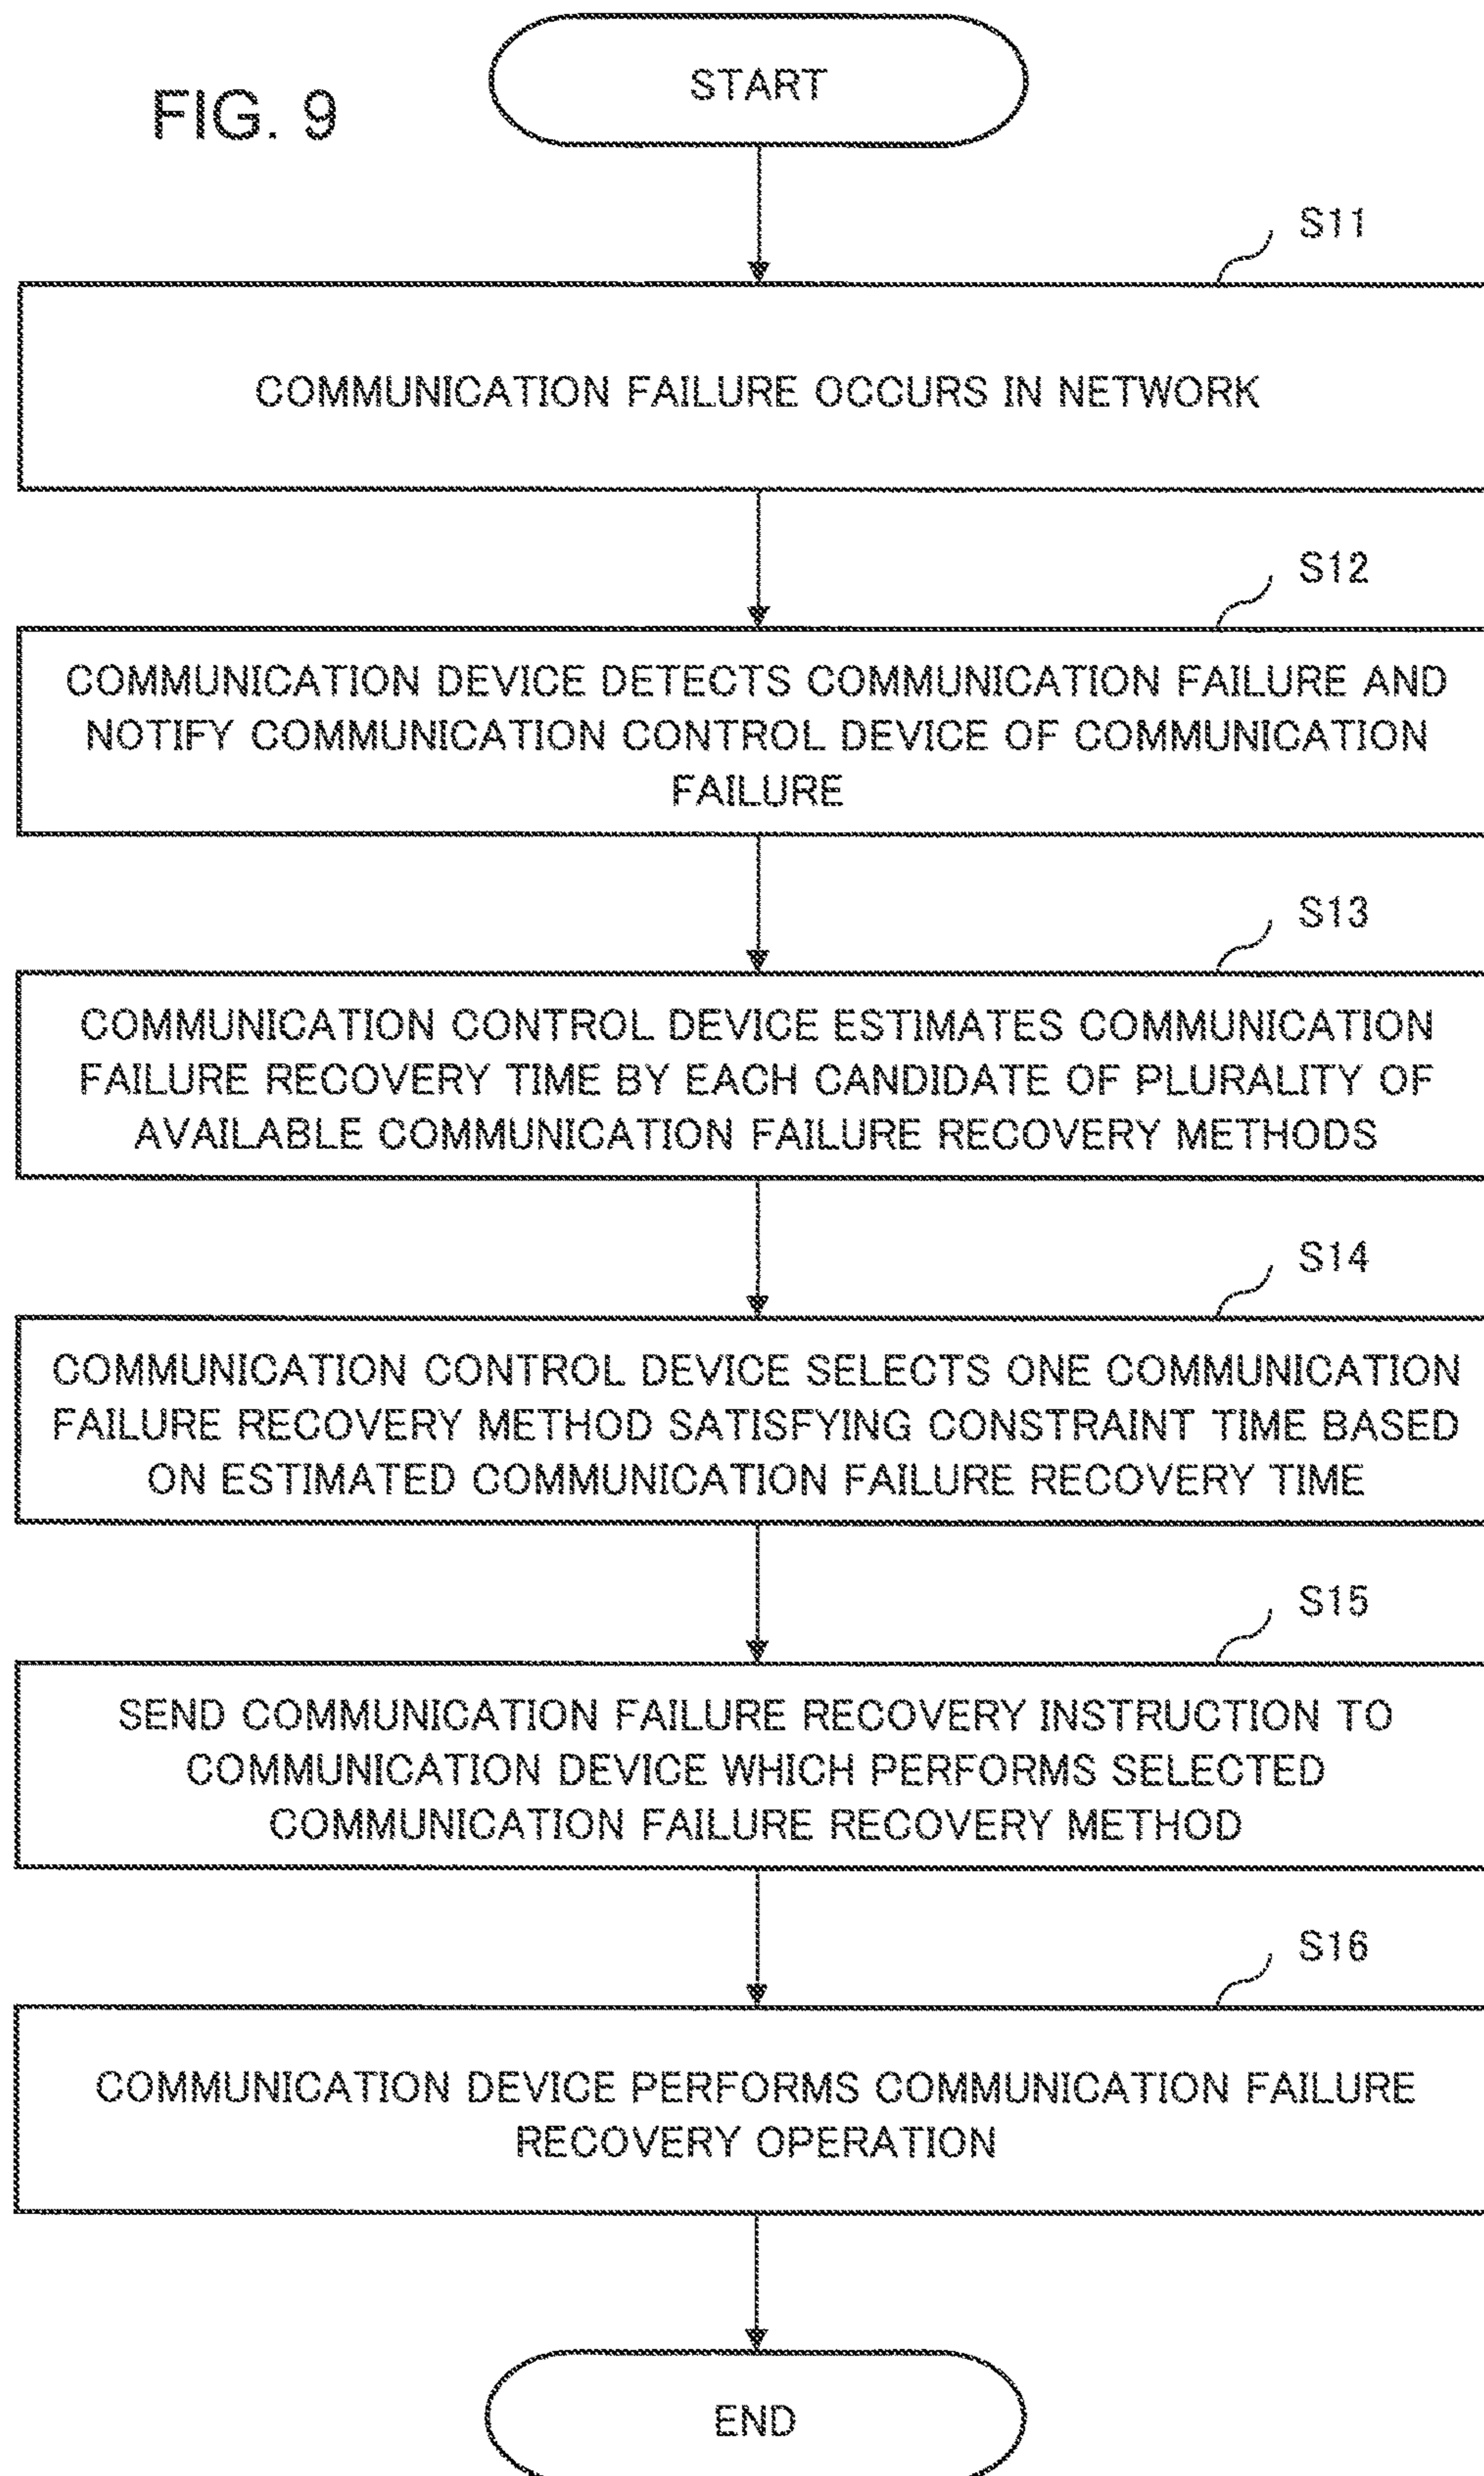 FIG. 9
START
S11
COMMUNICATION FAILURE OCCURS IN NETWORK
S12
COMMUNICATION DEVICE DETECTS COMMUNICATION FAILURE AND
NOTIFY COMMUNICATION CONTROL DEVICE OF COMMUNICATION
FAILURE
S13
COMMUNICATION CONTROL DEVICE ESTIMATES COMMUNICATION
FAILURE RECOVERY TIME BY EACH CANDIDATE OF PLURALITY OF
AVAILABLE COMMUNICATION FAILURE RECOVERY METHODS
S14
COMMUNICATION CONTROL DEVICE SELECTS ONE COMMUNICATION
FAILURE RECOVERY METHOD SATISFYING CONSTRAINT TIME BASED
ON ESTIMATED COMMUNICATION FAILURE RECOVERY TIME
S15
SEND COMMUNICATION FAILURE RECOVERY INSTRUCTION TO
COMMUNICATION DEVICE WHICH PERFORMS SELECTED
COMMUNICATION FAILURE RECOVERY METHOD
S16
COMMUNICATION DEVICE PERFORMS COMMUNICATION FAILURE
RECOVERY OPERATION
END